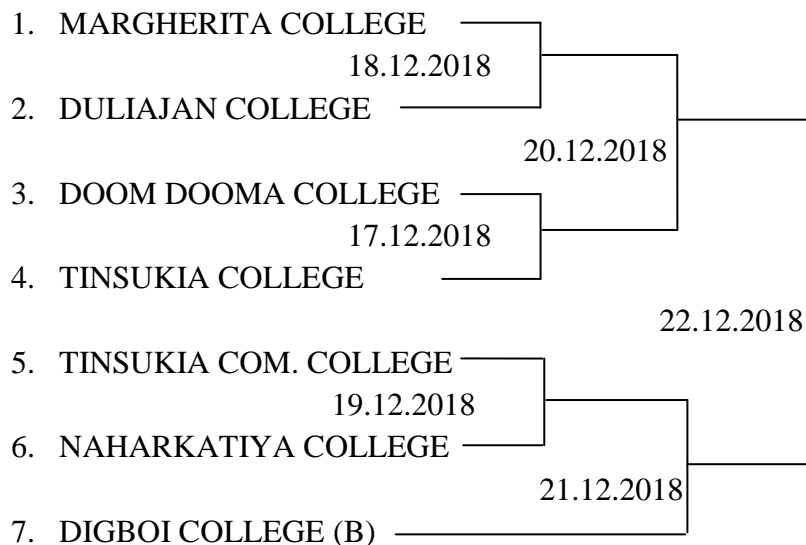 1. MARGHERITA COLLEGE
18.12.2018
2. DULIAJAN COLLEGE
20.12.2018
3. DOOM DOOMA COLLEGE
17.12.2018
4. TINSUKIA COLLEGE
22.12.2018
5. TINSUKIA COM. COLLEGE
19.12.2018
6. NAHARKATIYA COLLEGE
21.12.2018
7. DIGBOI COLLEGE (B)